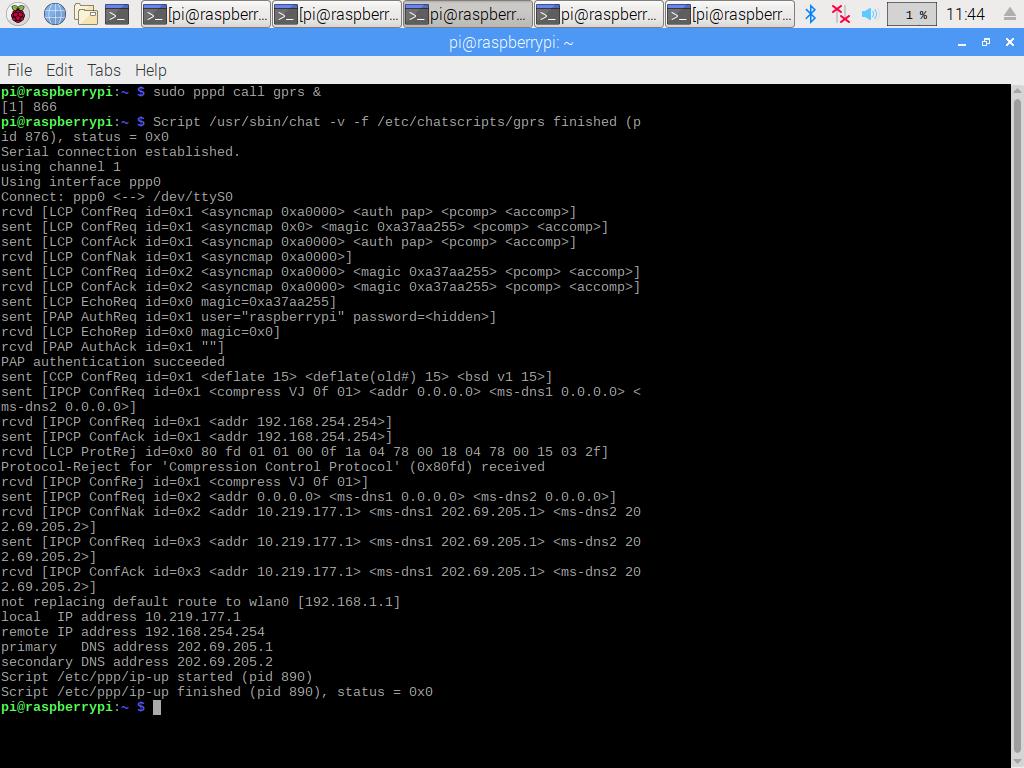 [pi@raspberr...
[pi@raspberr...
pi@raspberr...
pi@raspberr...
[pi@raspberr...
1 %
11:44
pi@raspberrypi: ~
File Edit Tabs Help
pi@raspberrypi:~ $ sudo pppd call gprs &
[1] 866
pi@raspberrypi:~ $ Script /usr/sbin/chat -v -f /etc/chatscripts/gprs finished (p
id 876), status = 0x0
Serial connection established.
using channel 1
Using interface ppp0
Connect: ppp0 <--> /dev/ttyS0
rcvd [LCP ConfReq id=0x1 <asyncmap 0xa0000> <auth pap> <pcomp> <accomp>]
sent [LCP ConfReq id=0x1 <asyncmap 0x0> <magic 0xa37aa255> <pcomp> <accomp>]
sent [LCP ConfAck id=0x1 <asyncmap 0xa0000> <auth pap> <pcomp> <accomp>]
rcvd [LCP ConfNak id=0x1 <asyncmap 0xa0000>]
sent [LCP ConfReq id=0x2 <asyncmap 0xa0000> <magic 0xa37aa255> <pcomp> <accomp>]
rcvd [LCP ConfAck id=0x2 <asyncmap 0xa0000> <magic 0xa37aa255> <pcomp> <accomp>]
sent [LCP EchoReq id=0x0 magic=0xa37aa255]
sent [PAP AuthReq id=0x1 user="raspberrypi" password=<hidden>]
rcvd [LCP EchoRep id=0x0 magic=0x0]
rcvd [PAP AuthAck id=0x1 ""]
PAP authentication succeeded
sent [CCP ConfReq id=0x1 <deflate 15> <deflate(old#) 15> <bsd v1 15>]
sent [IPCP ConfReq id=0x1 <compress VJ 0f 01> <addr 0.0.0.0> <ms-dns1 0.0.0.0> <
ms-dns2 0.0.0.0>]
rcvd [IPCP ConfReq id=0x1 <addr 192.168.254.254>]
sent [IPCP ConfAck id=0x1 <addr 192.168.254.254>]
rcvd [LCP ProtRej id=0x0 80 fd 01 01 00 0f 1a 04 78 00 18 04 78 00 15 03 2f]
Protocol-Reject for 'Compression Control Protocol' (0x80fd) received
rcvd [IPCP ConfRej id=0x1 <compress VJ 0f 01>]
sent [IPCP ConfReq id=0x2 <addr 0.0.0.0> <ms-dns1 0.0.0.0> <ms-dns2 0.0.0.0>]
rcvd [IPCP ConfNak id=0x2 <addr 10.219.177.1> <ms-dns1 202.69.205.1> <ms-dns2 20
2.69.205.2>]
sent [IPCP ConfReq id=0x3 <addr 10.219.177.1> <ms-dns1 202.69.205.1> <ms-dns2 20
2.69.205.2>]
rcvd [IPCP ConfAck id=0x3 <addr 10.219.177.1> <ms-dns1 202.69.205.1> <ms-dns2 20
2.69.205.2>]
not replacing default route to wlan0 [192.168.1.1]
local  IP address 10.219.177.1
remote IP address 192.168.254.254
primary   DNS address 202.69.205.1
secondary DNS address 202.69.205.2
Script /etc/ppp/ip-up started (pid 890)
Script /etc/ppp/ip-up finished (pid 890), status = 0x0
pi@raspberrypi:~ $